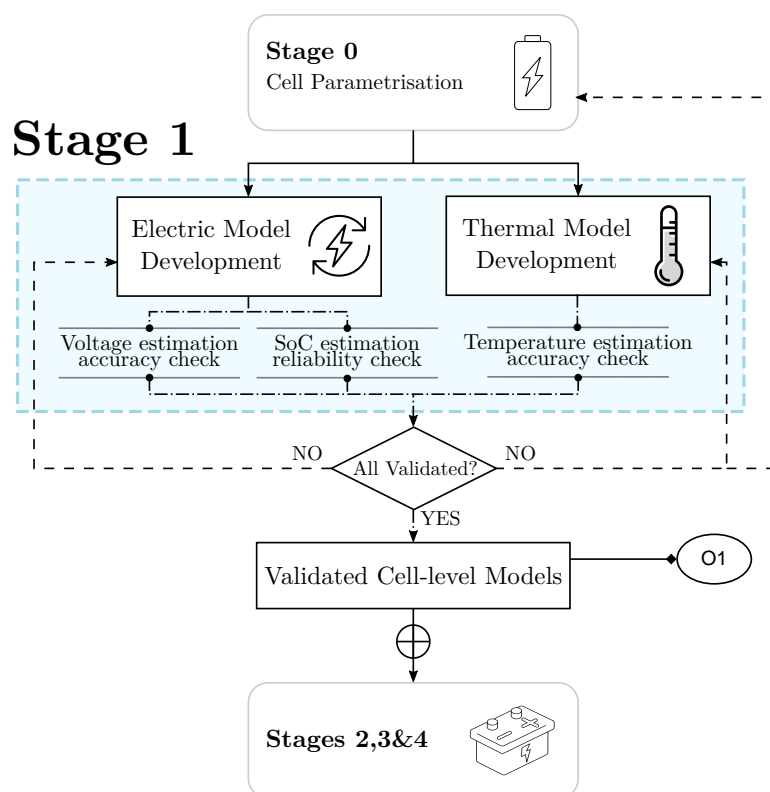 Stage 0
Cell Parametrisation
Stage 1
Electric Model
Development
Thermal Model
Development
Voltage estimation
accuracy check
SoC estimation
reliability check
Temperature estimation
accuracy check
NO
All Validated?
NO
YES
Validated Cell-level Models
O1
Stages 2,3&4